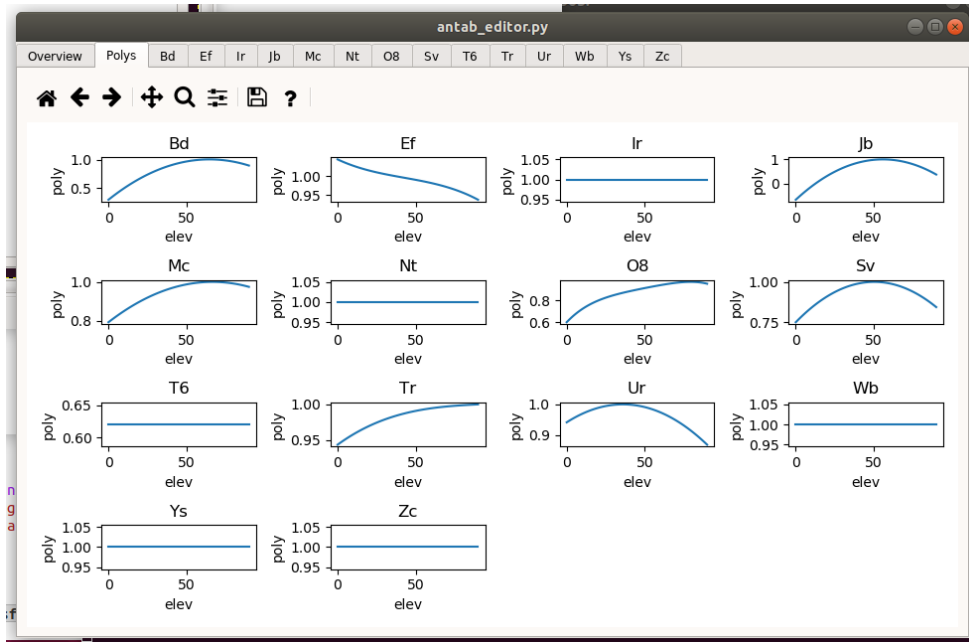 antab_editor.py
Overview Polys Bd Ef Ir Jb Mc Nt O8 Sv T6 Tr Ur Wb Ys Zc
?
Bd
1.0
0.5
poly
0 50
elev
Ef
1.00
0.95
poly
0 50
elev
Ir
1.05
1.00
0.95
poly
0 50
elev
Jb
1
0
poly
0 50
elev
Mc
1.0
0.8
poly
0 50
elev
Nt
1.05
1.00
0.95
poly
0 50
elev
O8
0.8
0.6
poly
0 50
elev
Sv
1.00
0.75
poly
0 50
elev
T6
0.65
0.60
poly
0 50
elev
Tr
1.00
0.95
poly
0 50
elev
Ur
1.0
0.9
poly
0 50
elev
Wb
1.05
1.00
0.95
poly
0 50
elev
Ys
1.05
1.00
0.95
poly
0 50
elev
Zc
1.05
1.00
0.95
poly
0 50
elev
n
g
a
sf